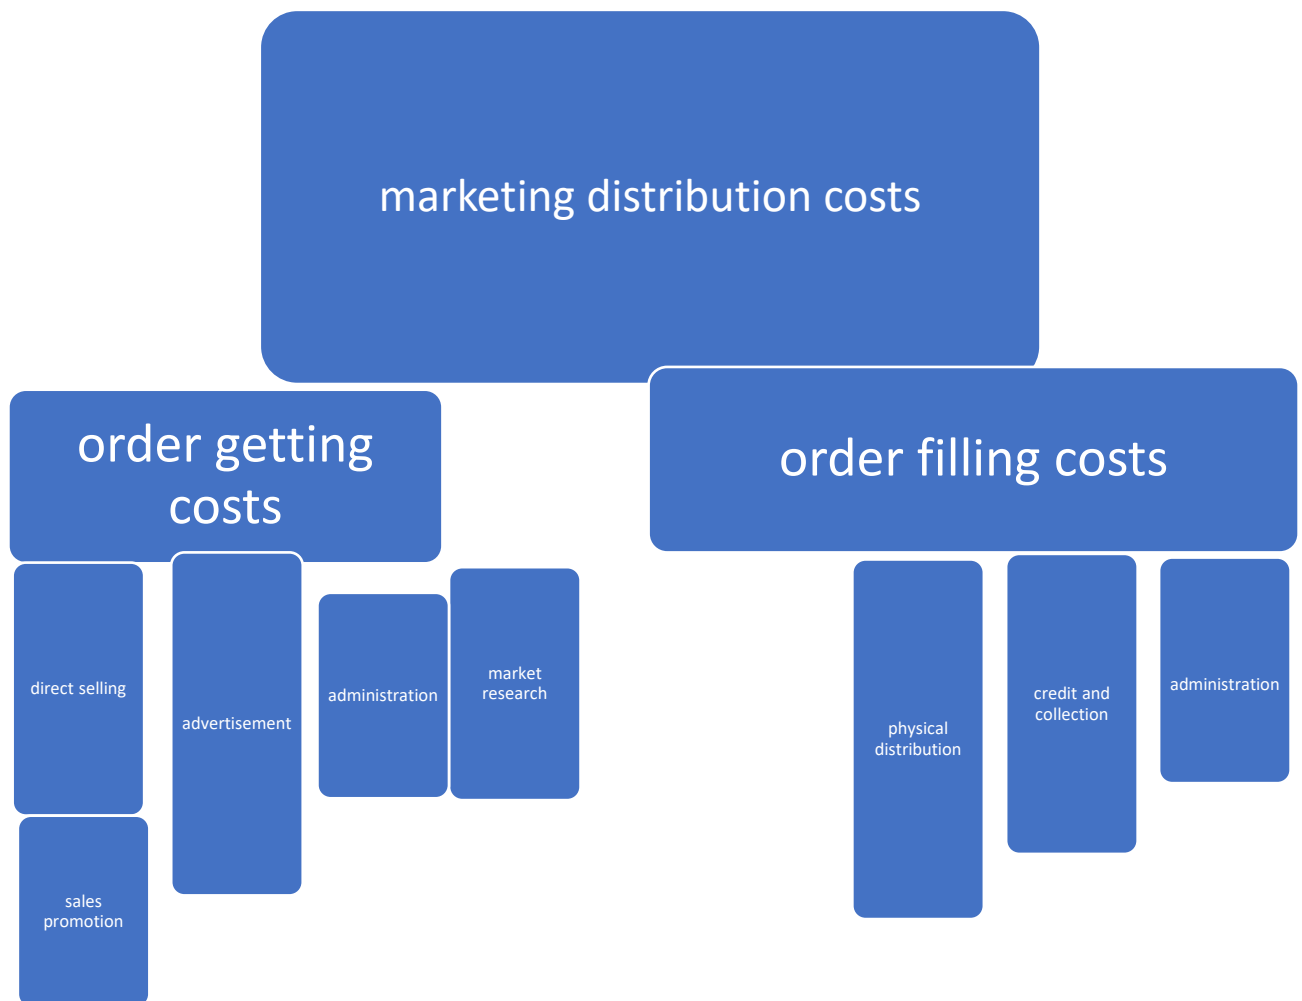 marketing distribution costs
order getting
costs
order filling costs
direct selling
advertisement
administration
market
research
physical
distribution
credit and
collection
administration
sales
promotion